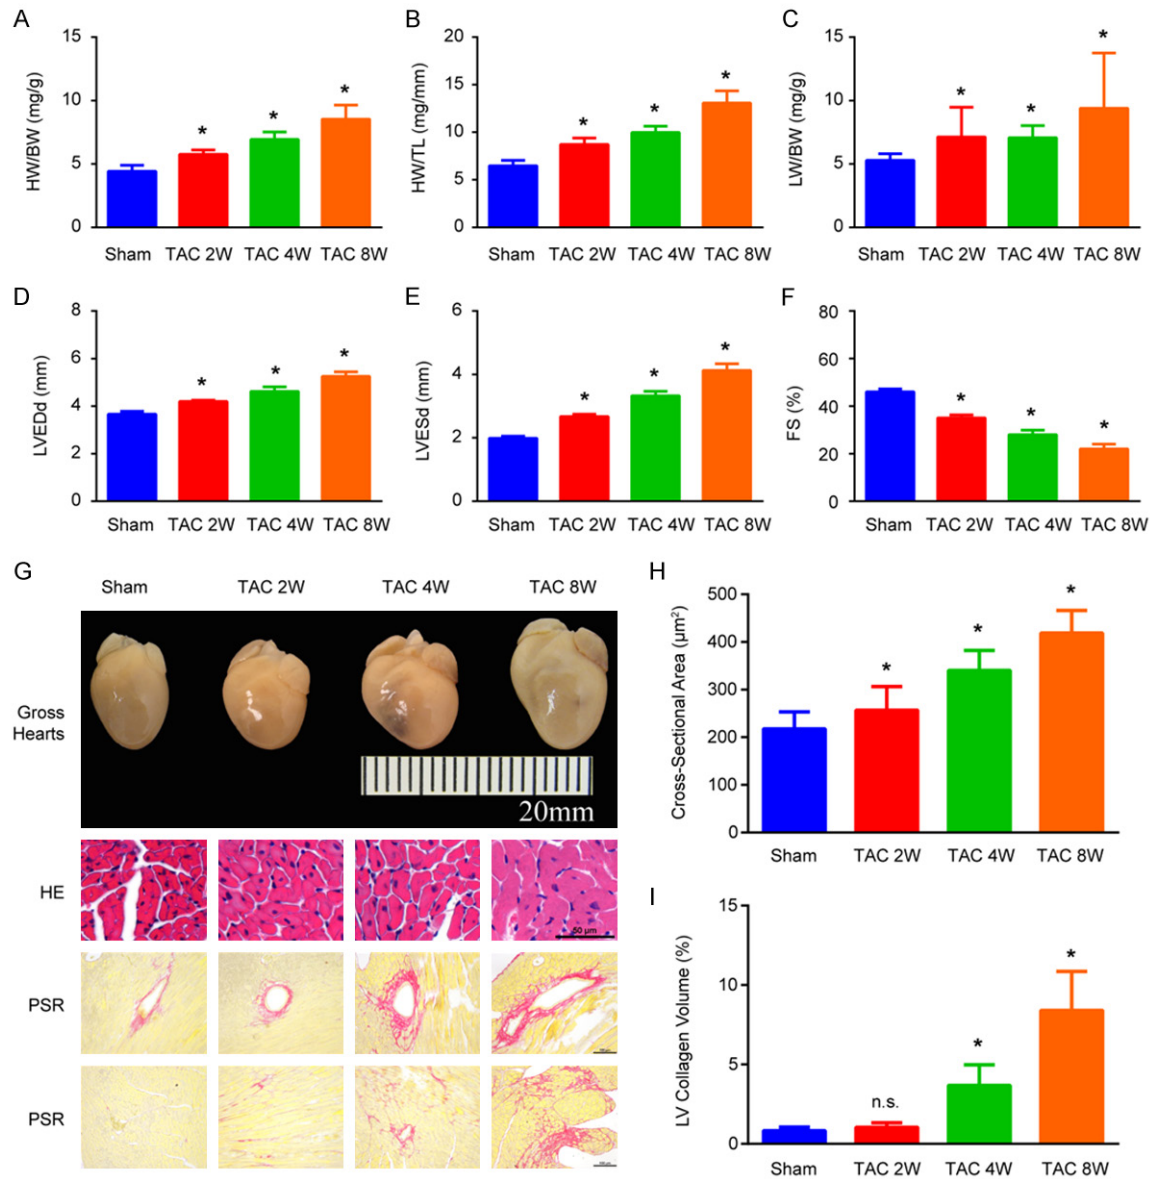 A
HW/BW (mg/g)
15
10
5
0
*
*
*
Sham TAC 2W TAC 4W TAC 8W
B
HW/TL (mg/mm)
20
15
10
5
0
*
*
*
Sham TAC 2W TAC 4W TAC 8W
C
LW/BW (mg/g)
15
10
5
0
*
*
*
Sham TAC 2W TAC 4W TAC 8W
D
LVEDd (mm)
8
6
4
2
0
*
*
*
Sham TAC 2W TAC 4W TAC 8W
E
LVESd (mm)
6
4
2
0
*
*
*
Sham TAC 2W TAC 4W TAC 8W
F
FS (%)
80
60
40
20
0
*
*
*
Sham TAC 2W TAC 4W TAC 8W
G
Sham TAC 2W TAC 4W TAC 8W
Gross
Hearts
20mm
HE
50 µm
PSR
PSR
H
Cross-Sectional Area (µm²)
500
400
300
200
100
0
*
*
*
Sham TAC 2W TAC 4W TAC 8W
I
LV Collagen Volume (%)
15
10
5
0
n.s.
*
*
Sham TAC 2W TAC 4W TAC 8W